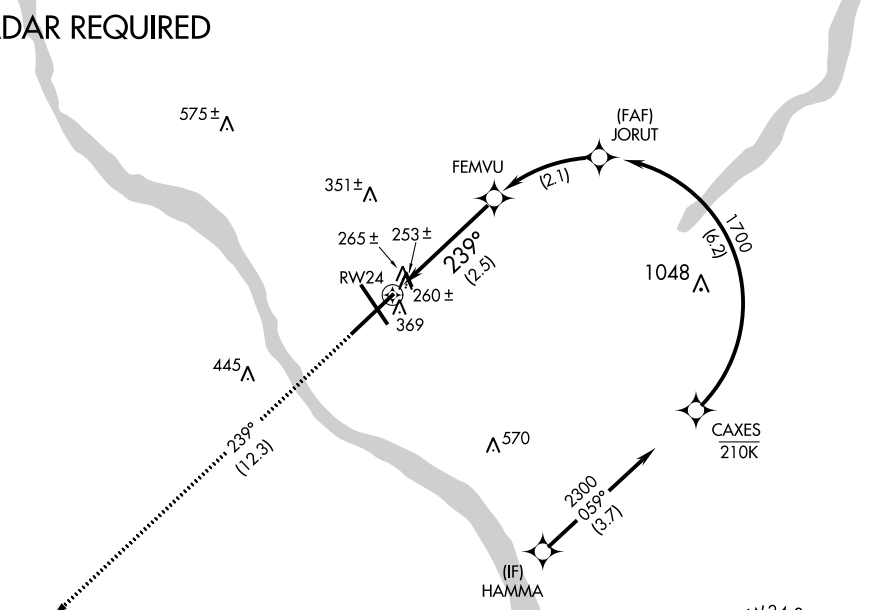 REQUIRED
575±
(FAF)
JORUT
FEMVU
(2.1)
351±
1700
(6.2)
265±
253±
239°
(2.5)
1048
RW24
260±
369
445
CAXES
210K
570
239°
(12.3)
2300
059°
(3.7)
(IF)
HAMMA